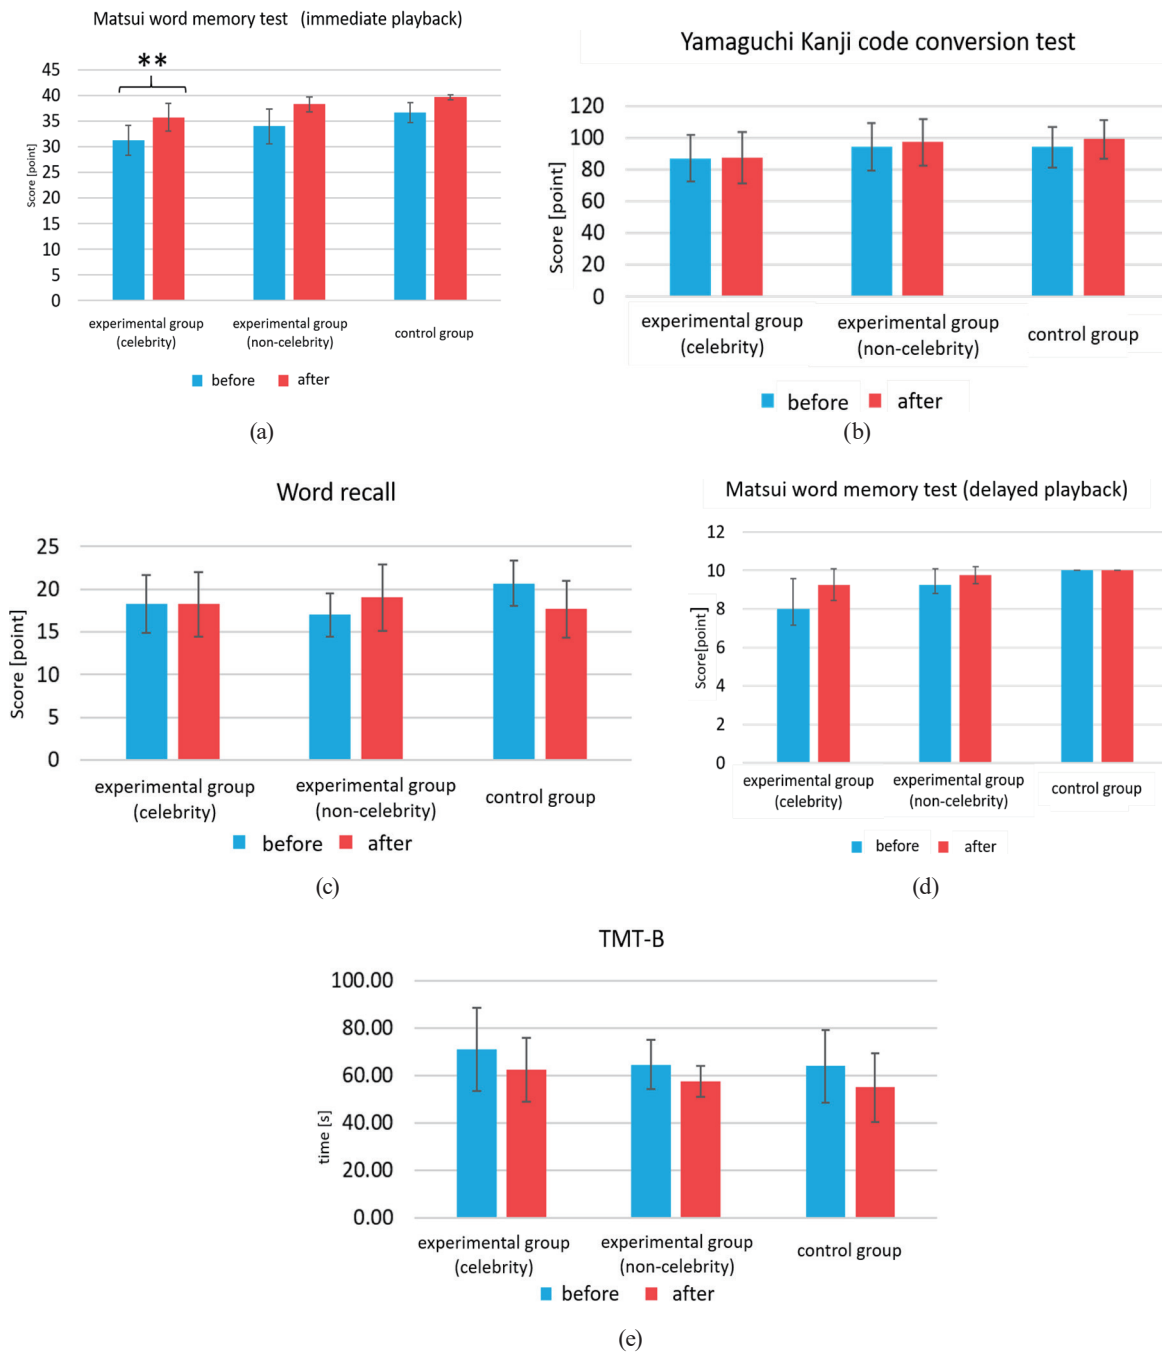 Matsui word memory test (immediate playback)
**
45
40
35
30
25
20
15
10
5
0
Score [point]
experimental group
(celebrity)
experimental group
(non-celebrity)
control group
before
after
(a)
Yamaguchi Kanji code conversion test
120
100
80
60
40
20
0
Score [point]
experimental group
(celebrity)
experimental group
(non-celebrity)
control group
before
after
(b)
Word recall
25
20
15
10
5
0
Score [point]
experimental group
(celebrity)
experimental group
(non-celebrity)
control group
before
after
(c)
Matsui word memory test (delayed playback)
12
10
8
6
4
2
0
Score[point]
experimental group
(celebrity)
experimental group
(non-celebrity)
control group
before
after
(d)
TMT-B
100.00
80.00
60.00
40.00
20.00
0.00
time [s]
experimental group
(celebrity)
experimental group
(non-celebrity)
control group
before
after
(e)